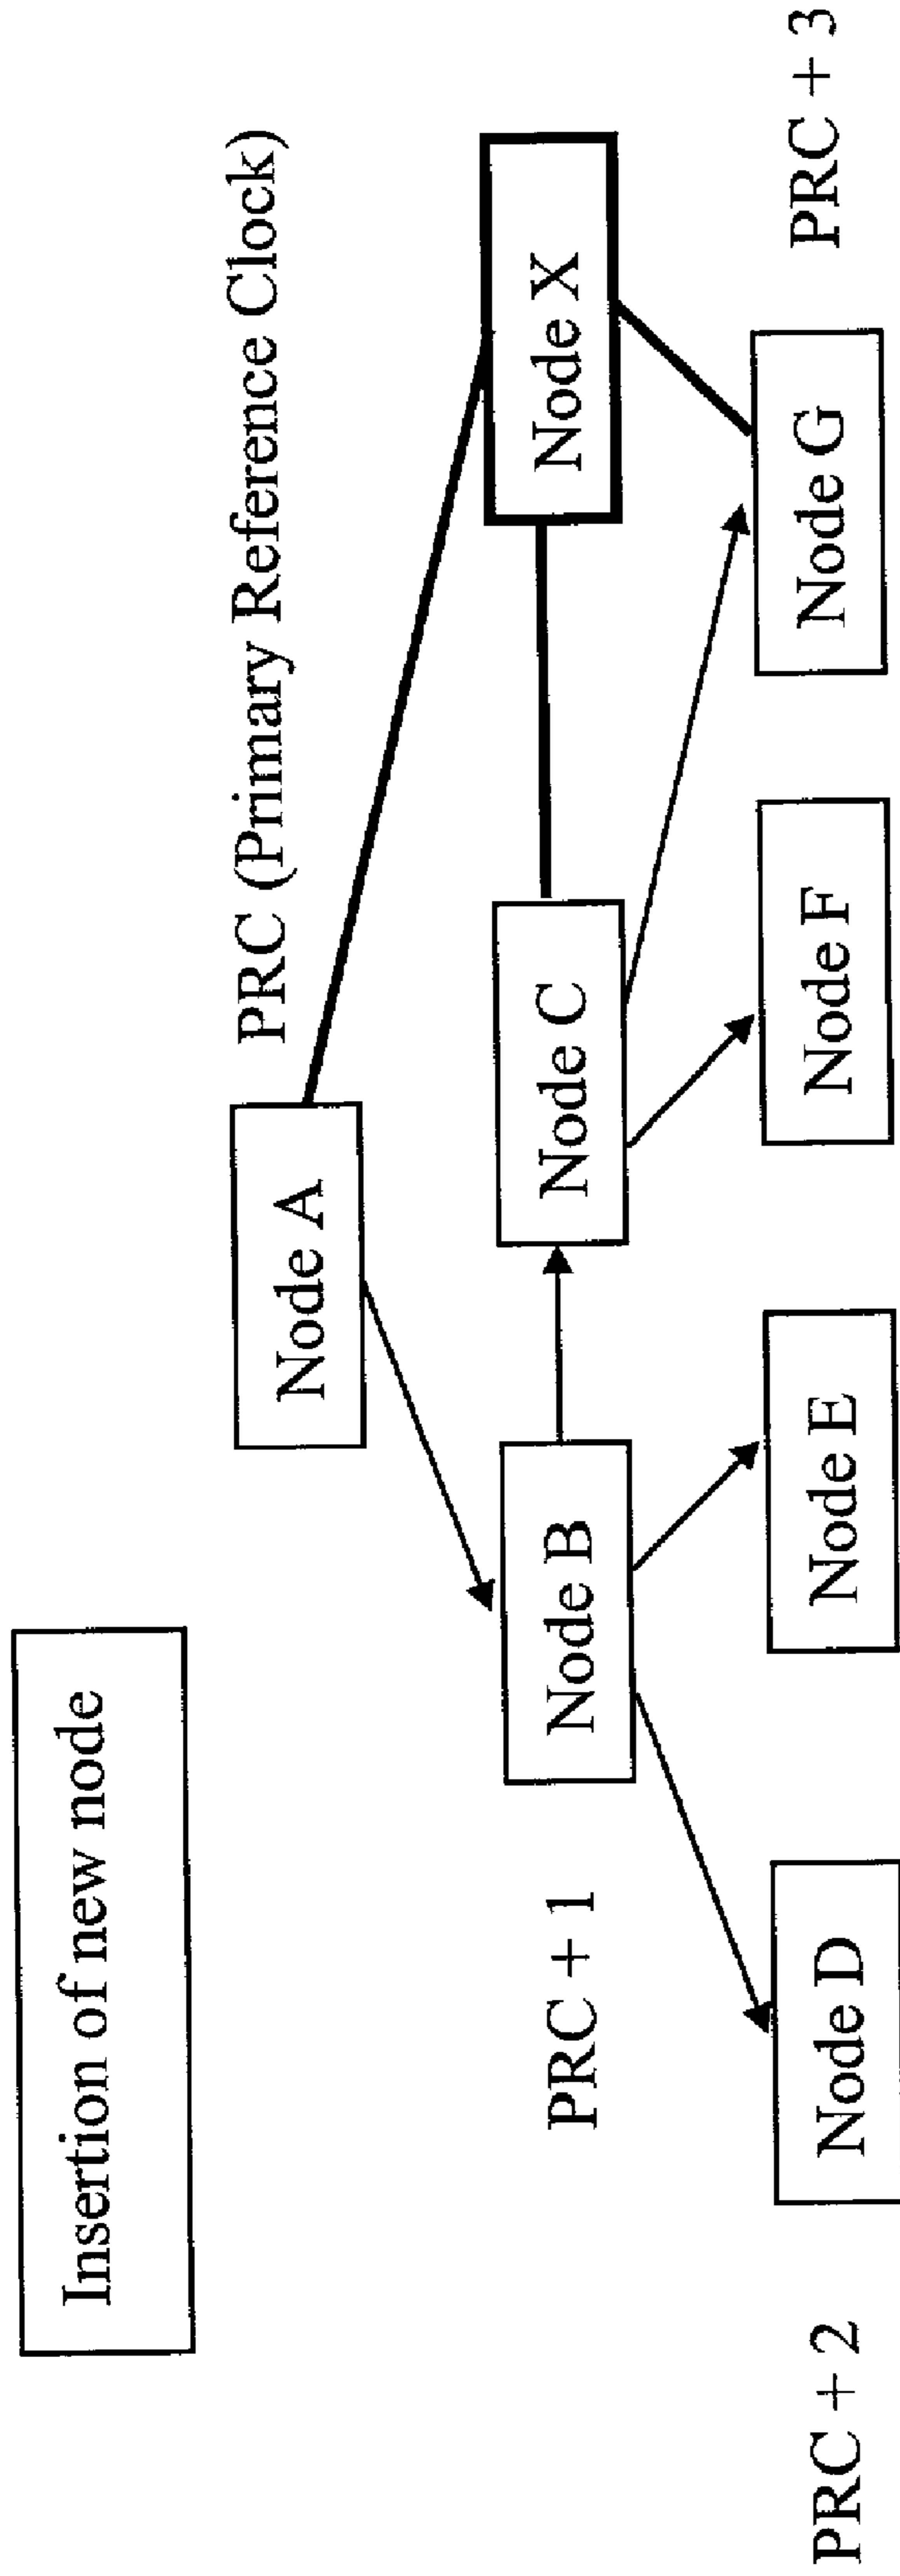 Insertion of new node
PRC (Primary Reference Clock)
Node A
PRC + 1
Node B
Node C
Node X
PRC + 2
Node D
Node E
Node F
Node G
PRC + 3